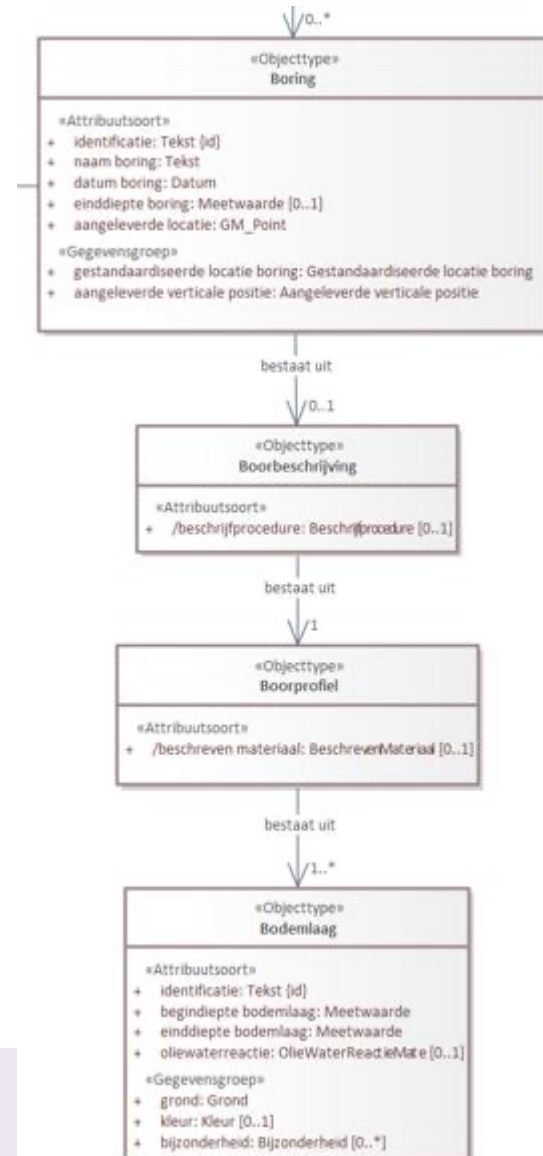 0..*
«Objecttype»
Boring
«Attribuutsoort»
+ identificatie: Tekst {id}
+ naam boring: Tekst
+ datum boring: Datum
+ einddiepte boring: Meetwaarde [0..1]
+ aangeleverde locatie: GM_Point
«Gegevensgroep»
+ gestandaardiseerde locatie boring: Gestandaardiseerde locatie boring
+ aangeleverde verticale positie: Aangeleverde verticale positie
bestaat uit
0..1
«Objecttype»
Boorbeschrijving
«Attribuutsoort»
+ /beschrijfprocedure: Beschrijfprocedure [0..1]
bestaat uit
1
«Objecttype»
Boorprofiel
«Attribuutsoort»
+ /beschreven materiaal: BeschrevenMateriaal [0..1]
bestaat uit
1..*
«Objecttype»
Bodemlaag
«Attribuutsoort»
+ identificatie: Tekst {id}
+ begindiepte bodemlaag: Meetwaarde
+ einddiepte bodemlaag: Meetwaarde
+ oliewaterreactie: OlieWaterReactieMate [0..1]
«Gegevensgroep»
+ grond: Grond
+ kleur: Kleur [0..1]
+ bijzonderheid: Bijzonderheid [0..*]